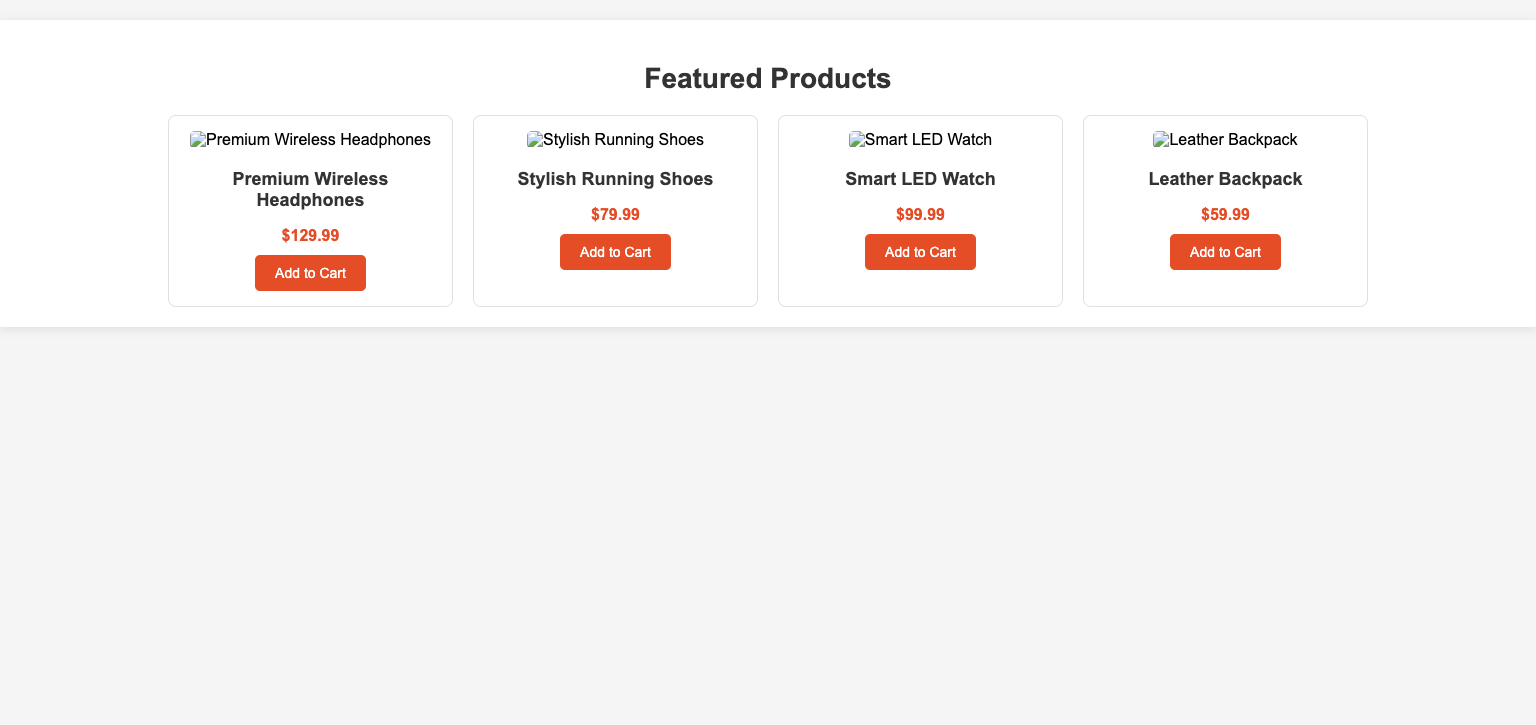 Featured Products
Premium Wireless Headphones
Premium Wireless
Headphones
$129.99
Add to Cart
Stylish Running Shoes
Stylish Running Shoes
$79.99
Add to Cart
Smart LED Watch
Smart LED Watch
$99.99
Add to Cart
Leather Backpack
Leather Backpack
$59.99
Add to Cart